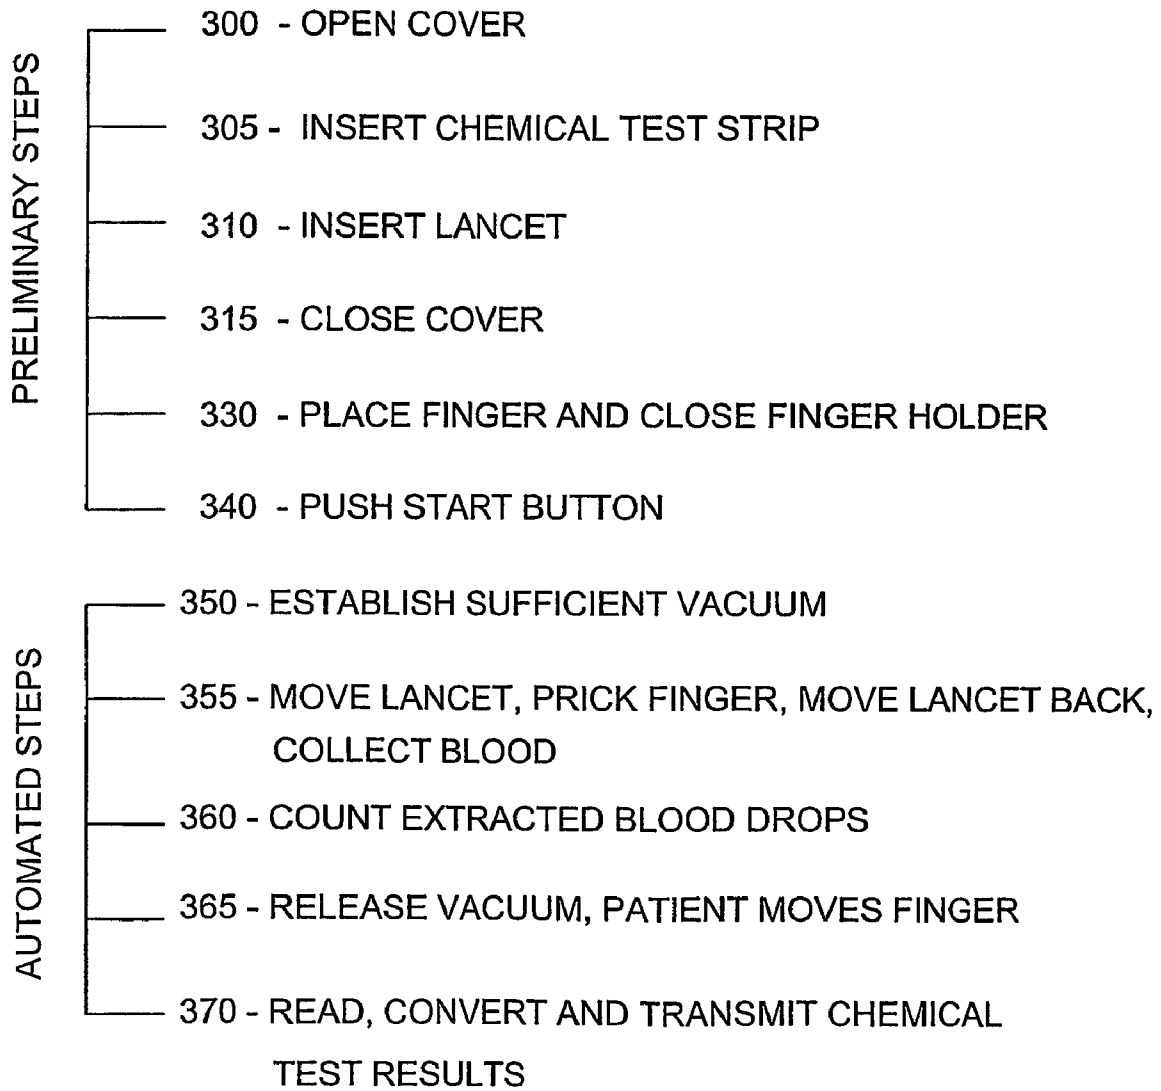 PRELIMINARY STEPS
300 - OPEN COVER
305 - INSERT CHEMICAL TEST STRIP
310 - INSERT LANCET
315 - CLOSE COVER
330 - PLACE FINGER AND CLOSE FINGER HOLDER
340 - PUSH START BUTTON
AUTOMATED STEPS
350 - ESTABLISH SUFFICIENT VACUUM
355 - MOVE LANCET, PRICK FINGER, MOVE LANCET BACK,
COLLECT BLOOD
360 - COUNT EXTRACTED BLOOD DROPS
365 - RELEASE VACUUM, PATIENT MOVES FINGER
370 - READ, CONVERT AND TRANSMIT CHEMICAL
TEST RESULTS